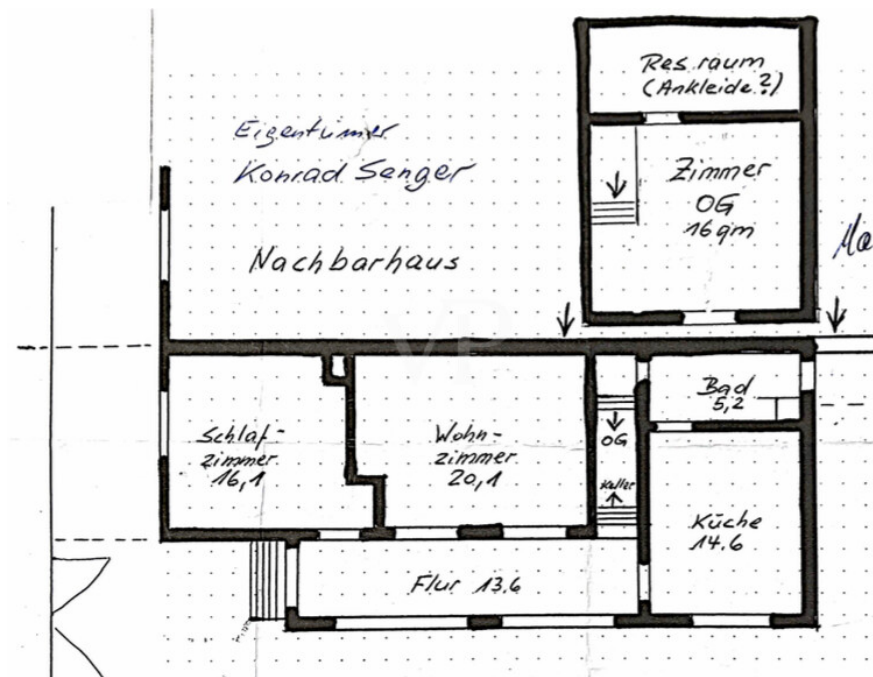 Res.raum
(Ankleide?)
Eigentümer
Konrad Senger
Zimmer
OG
16qm
Nachbarhaus
VP
Bad
5,2
Schlaf-
zimmer
16,1
Wohn-
zimmer
20,1
OG
Keller
Küche
14.6
Flur 13.6